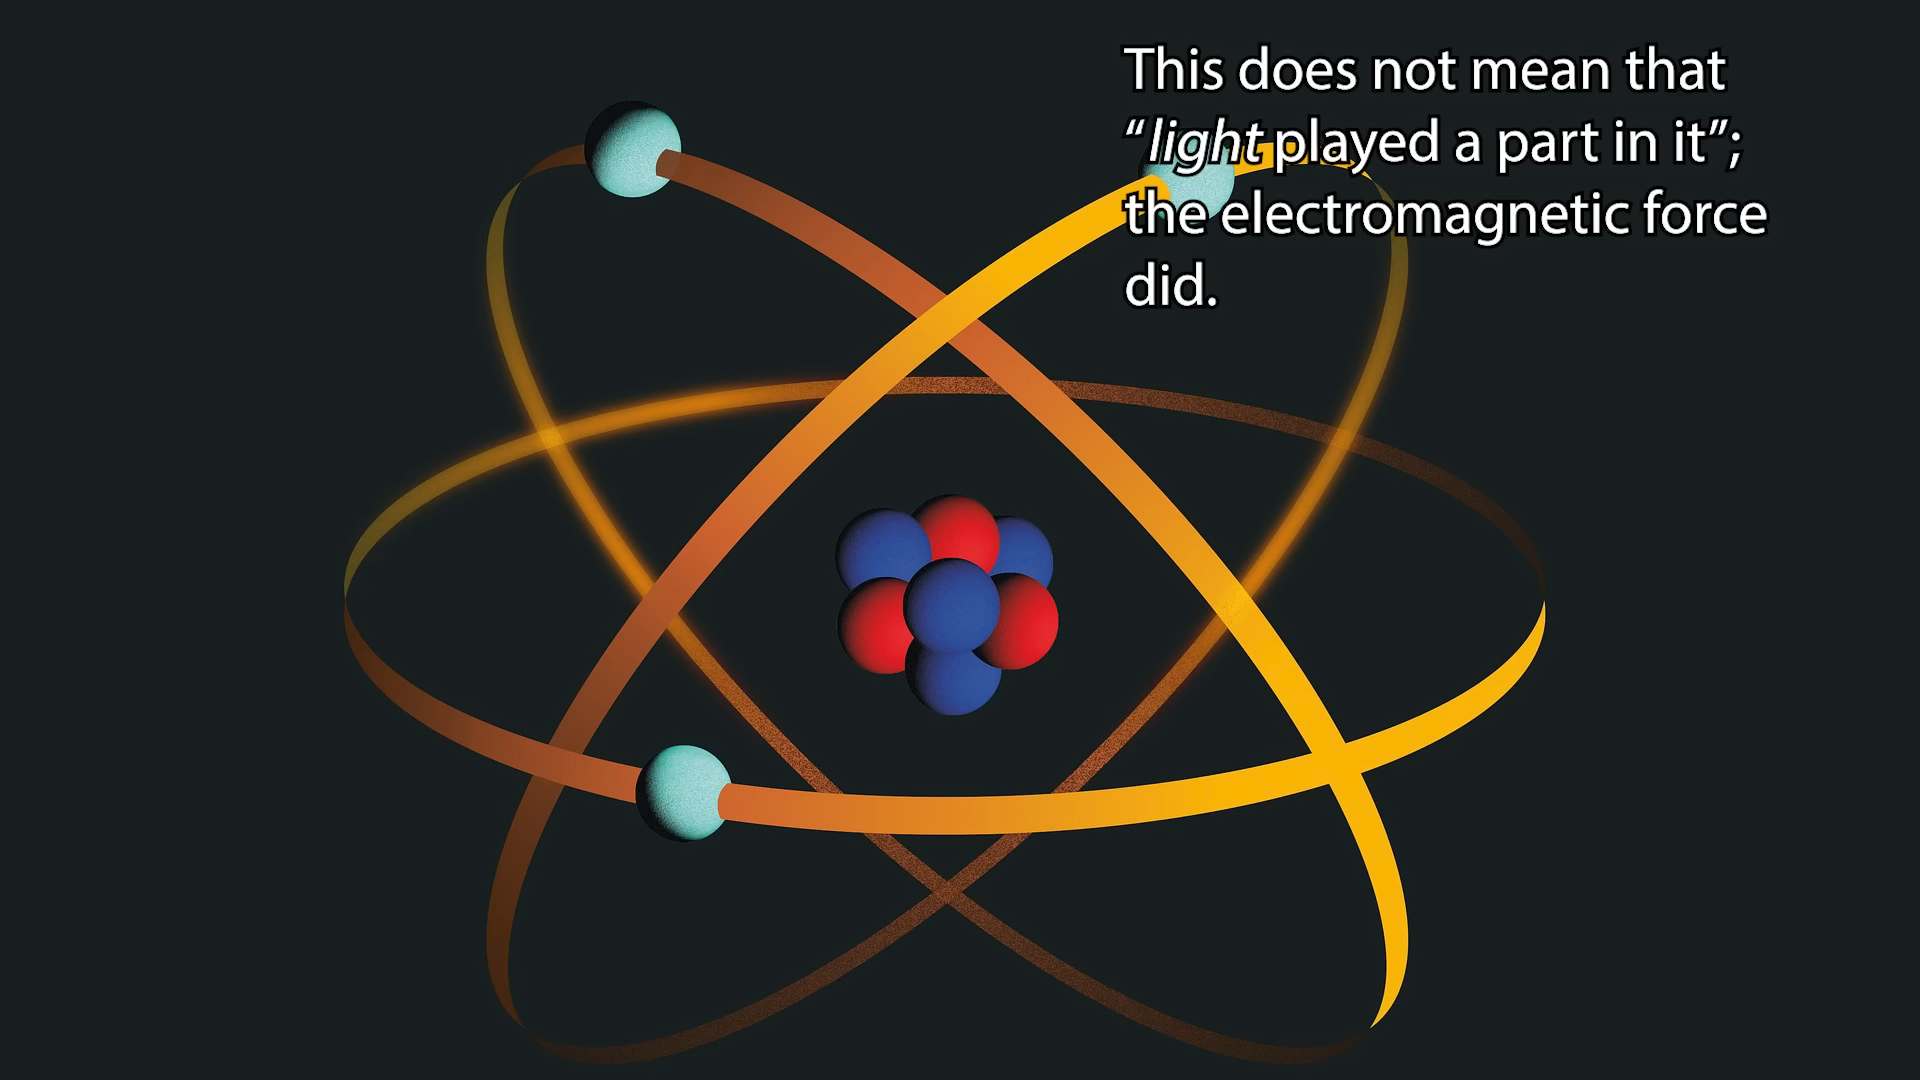 This does not mean that
“light played a part in it”;
the electromagnetic force
did.